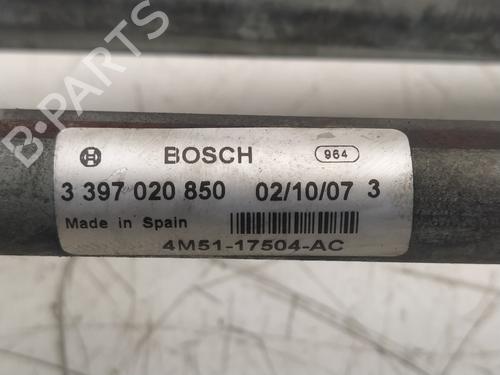 BOSCH 964
3 397 020 850 02/10/07 3
Made in Spain
4M51-17504-AC
B-PARTS